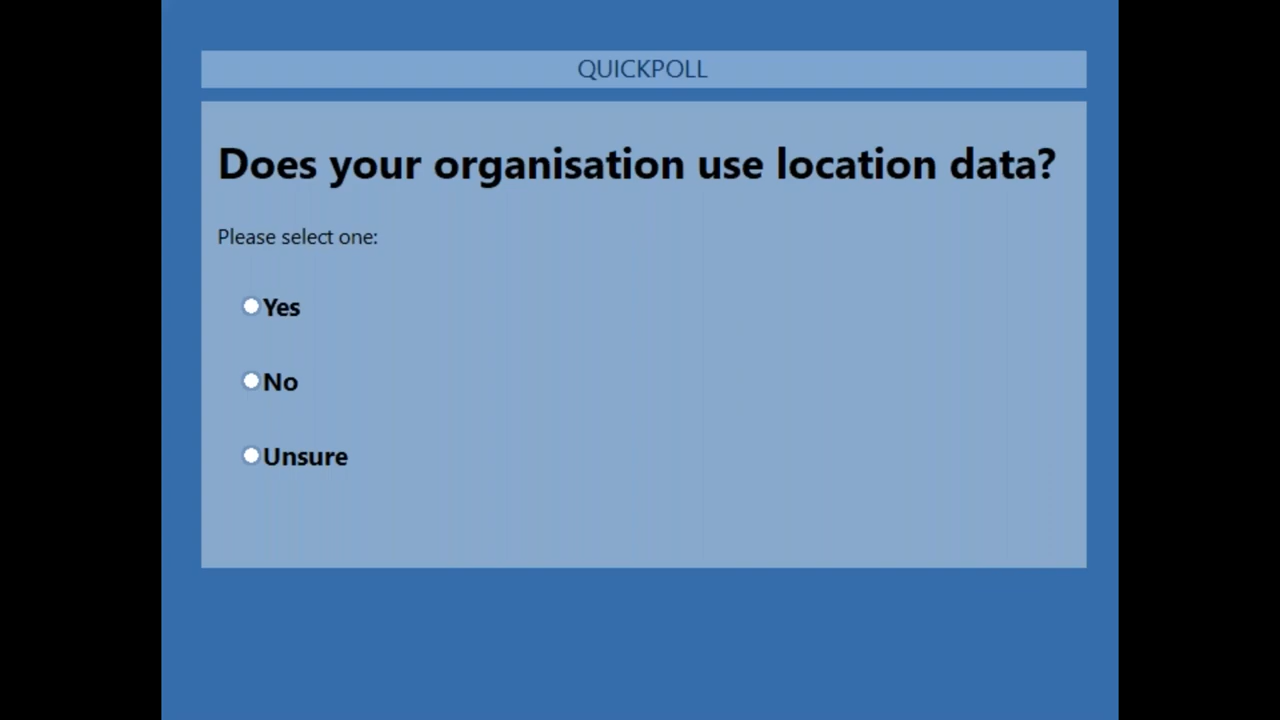 QUICKPOLL
Does your organisation use location data?
Please select one:
Yes
No
Unsure